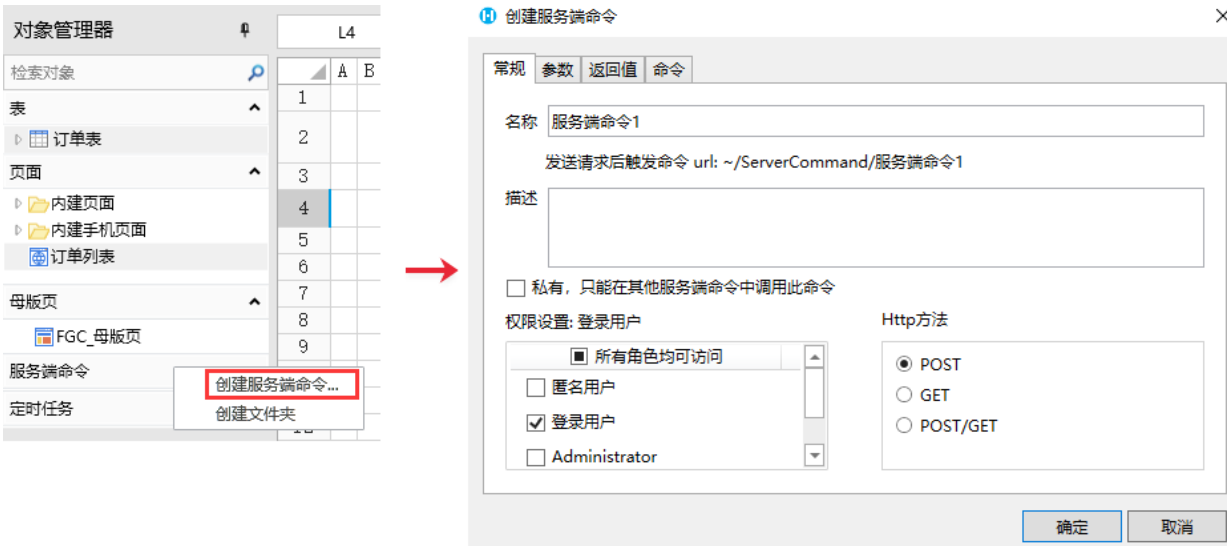 对象管理器
检索对象
表
订单表
页面
内建页面
内建手机页面
订单列表
母版页
FGC_母版页
服务端命令
定时任务
创建服务端命令...
创建文件夹
L4
A B
1
2
3
4
5
6
7
8
9
创建服务端命令
常规 参数 返回值 命令
名称 服务端命令1
发送请求后触发命令 url: ~/ServerCommand/服务端命令1
描述
私有，只能在其他服务端命令中调用此命令
权限设置: 登录用户
所有角色均可访问
匿名用户
登录用户
Administrator
Http方法
POST
GET
POST/GET
确定 取消